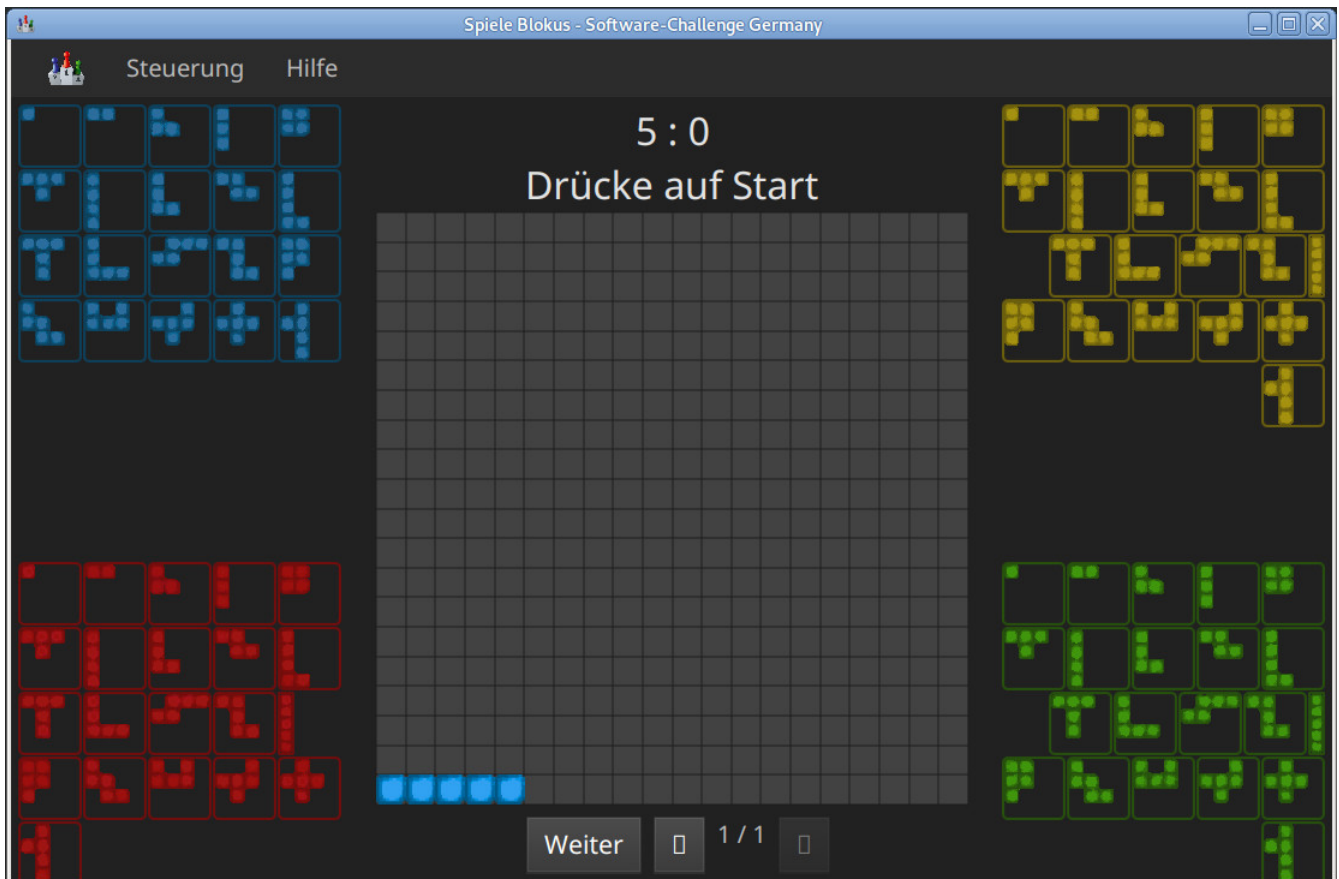 Spiele Blokus - Software-Challenge Germany
Steuerung Hilfe
5 : 0
Drücke auf Start
Weiter 1 / 1